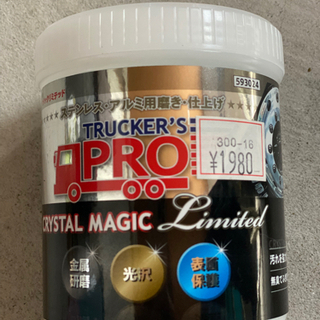 593024
ステンレス・アルミ用磨き・仕上げ
TRUCKER'S
PRO
300-16
¥1980
CRYSTAL MAGIC Limited
金属
研磨
光沢
表面
保護